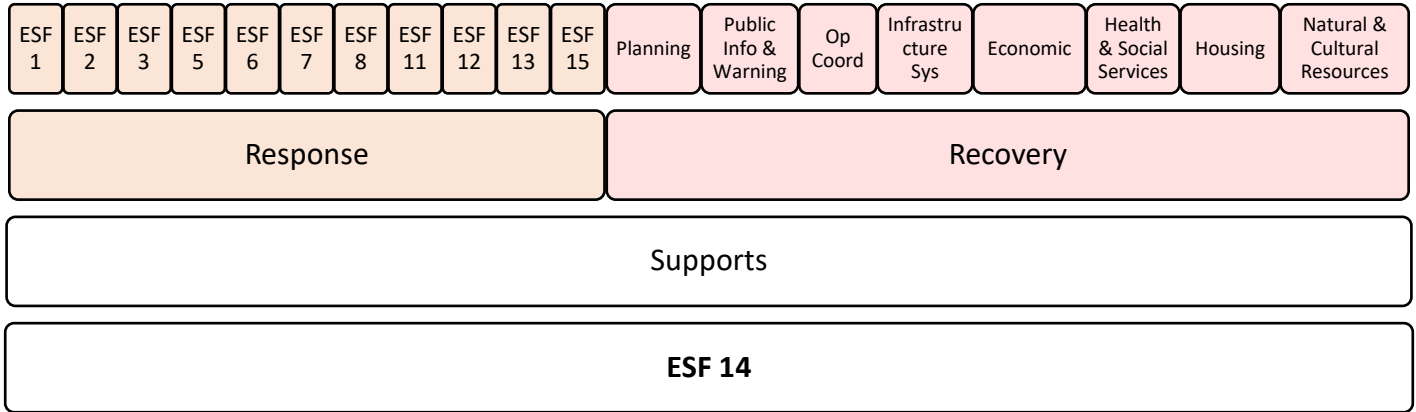 ESF
1
ESF
2
ESF
3
ESF
5
ESF
6
ESF
7
ESF
8
ESF
11
ESF
12
ESF
13
ESF
15
Planning
Public
Info &
Warning
Op
Coord
Infrastru
cture
Sys
Economic
Health
& Social
Services
Housing
Natural &
Cultural
Resources
Response
Recovery
Supports
ESF 14